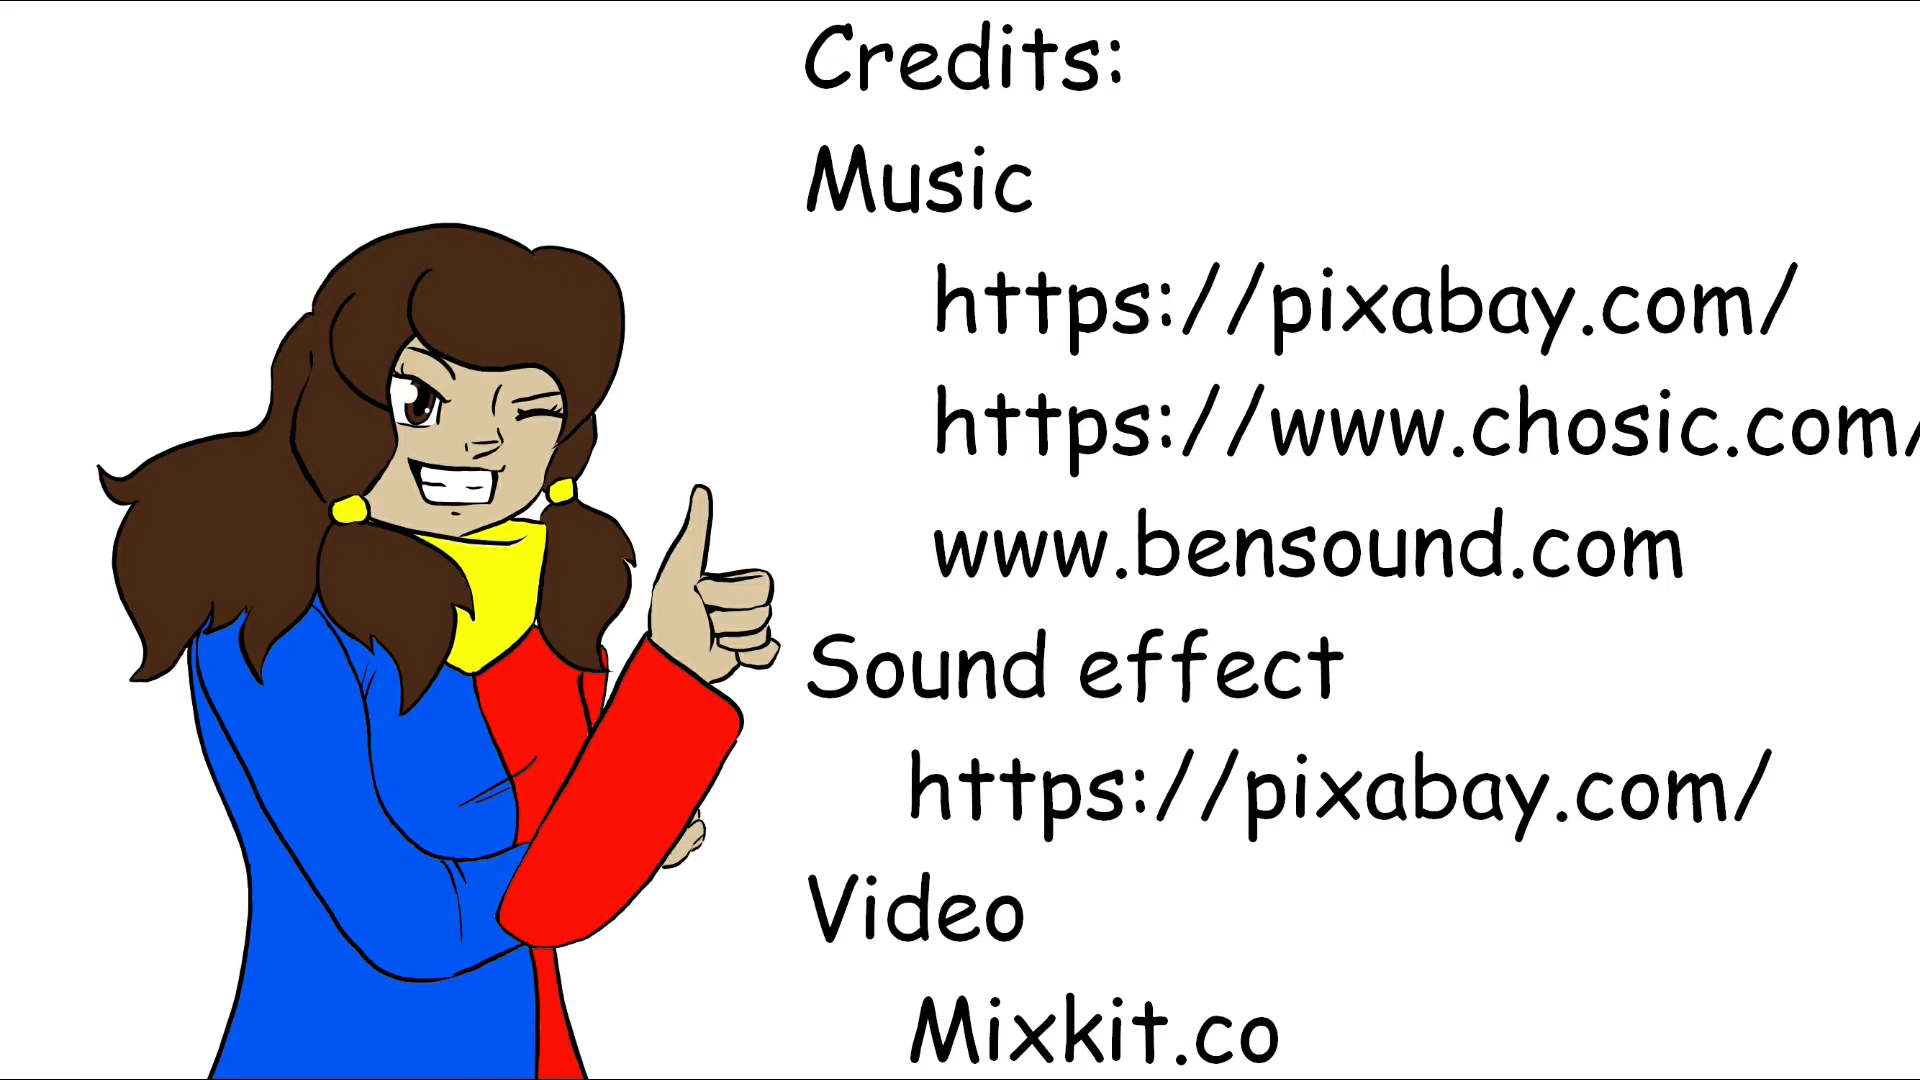 Credits:
Music
https://pixabay.com/
https://www.chosic.com/
www.bensound.com
Sound effect
https://pixabay.com/
Video
Mixkit.co